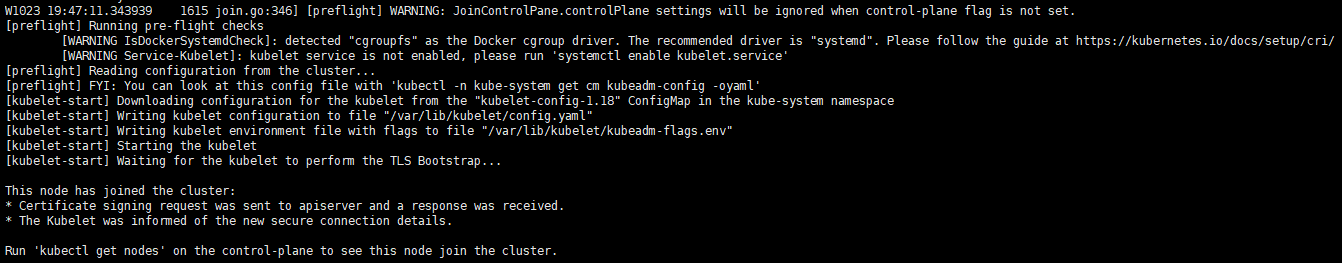 W1023 19:47:11.343939    1615 join.go:346] [preflight] WARNING: JoinControlPane.controlPlane settings will be ignored when control-plane flag is not set.
[preflight] Running pre-flight checks
        [WARNING IsDockerSystemdCheck]: detected "cgroupfs" as the Docker cgroup driver. The recommended driver is "systemd". Please follow the guide at https://kubernetes.io/docs/setup/cri/
        [WARNING Service-Kubelet]: kubelet service is not enabled, please run 'systemctl enable kubelet.service'
[preflight] Reading configuration from the cluster...
[preflight] FYI: You can look at this config file with 'kubectl -n kube-system get cm kubeadm-config -oyaml'
[kubelet-start] Downloading configuration for the kubelet from the "kubelet-config-1.18" ConfigMap in the kube-system namespace
[kubelet-start] Writing kubelet configuration to file "/var/lib/kubelet/config.yaml"
[kubelet-start] Writing kubelet environment file with flags to file "/var/lib/kubelet/kubeadm-flags.env"
[kubelet-start] Starting the kubelet
[kubelet-start] Waiting for the kubelet to perform the TLS Bootstrap...

This node has joined the cluster:
* Certificate signing request was sent to apiserver and a response was received.
* The Kubelet was informed of the new secure connection details.

Run 'kubectl get nodes' on the control-plane to see this node join the cluster.